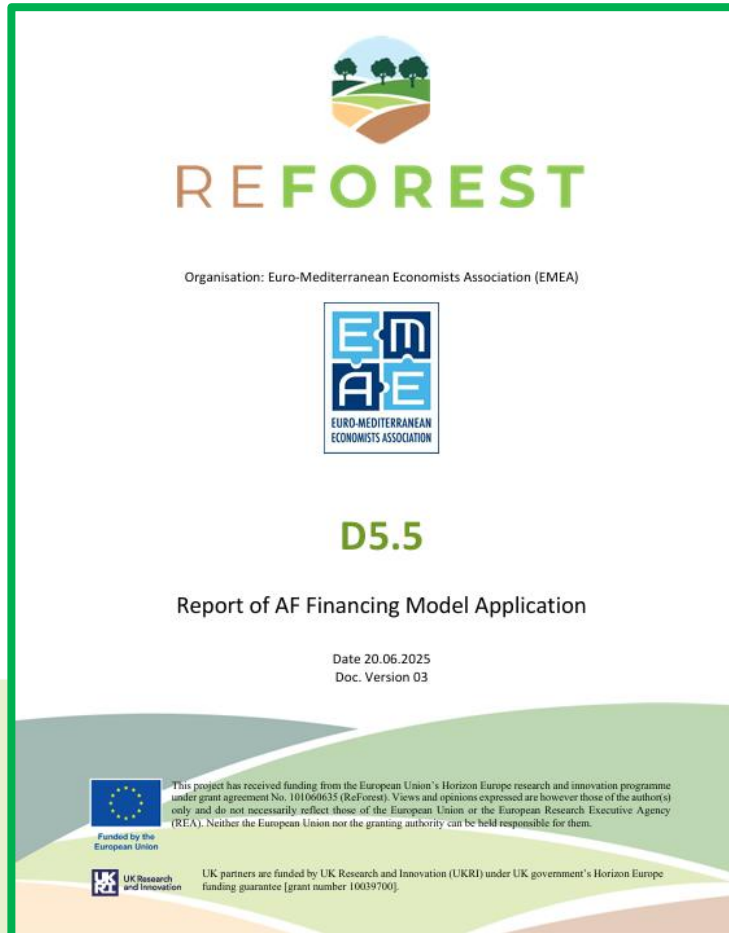 REFOREST
Organisation: Euro-Mediterranean Economists Association (EMEA)
EM
AE
EURO-MEDITERRANEAN
ECONOMISTS ASSOCIATION
D5.5
Report of AF Financing Model Application
Date 20.06.2025
Doc. Version 03
This project has received funding from the European Union's Horizon Europe research and innovation programme
under grant agreement No. 101060635 (ReForest). Views and opinions expressed are however those of the author(s)
only and do not necessarily reflect those of the European Union or the European Research Executive Agency
(REA). Neither the European Union nor the granting authority can be held responsible for them.
Funded by the
European Union
UK
RI
UK Research
and Innovation
UK partners are funded by UK Research and Innovation (UKRI) under UK government's Horizon Europe
funding guarantee [grant number 10039700].